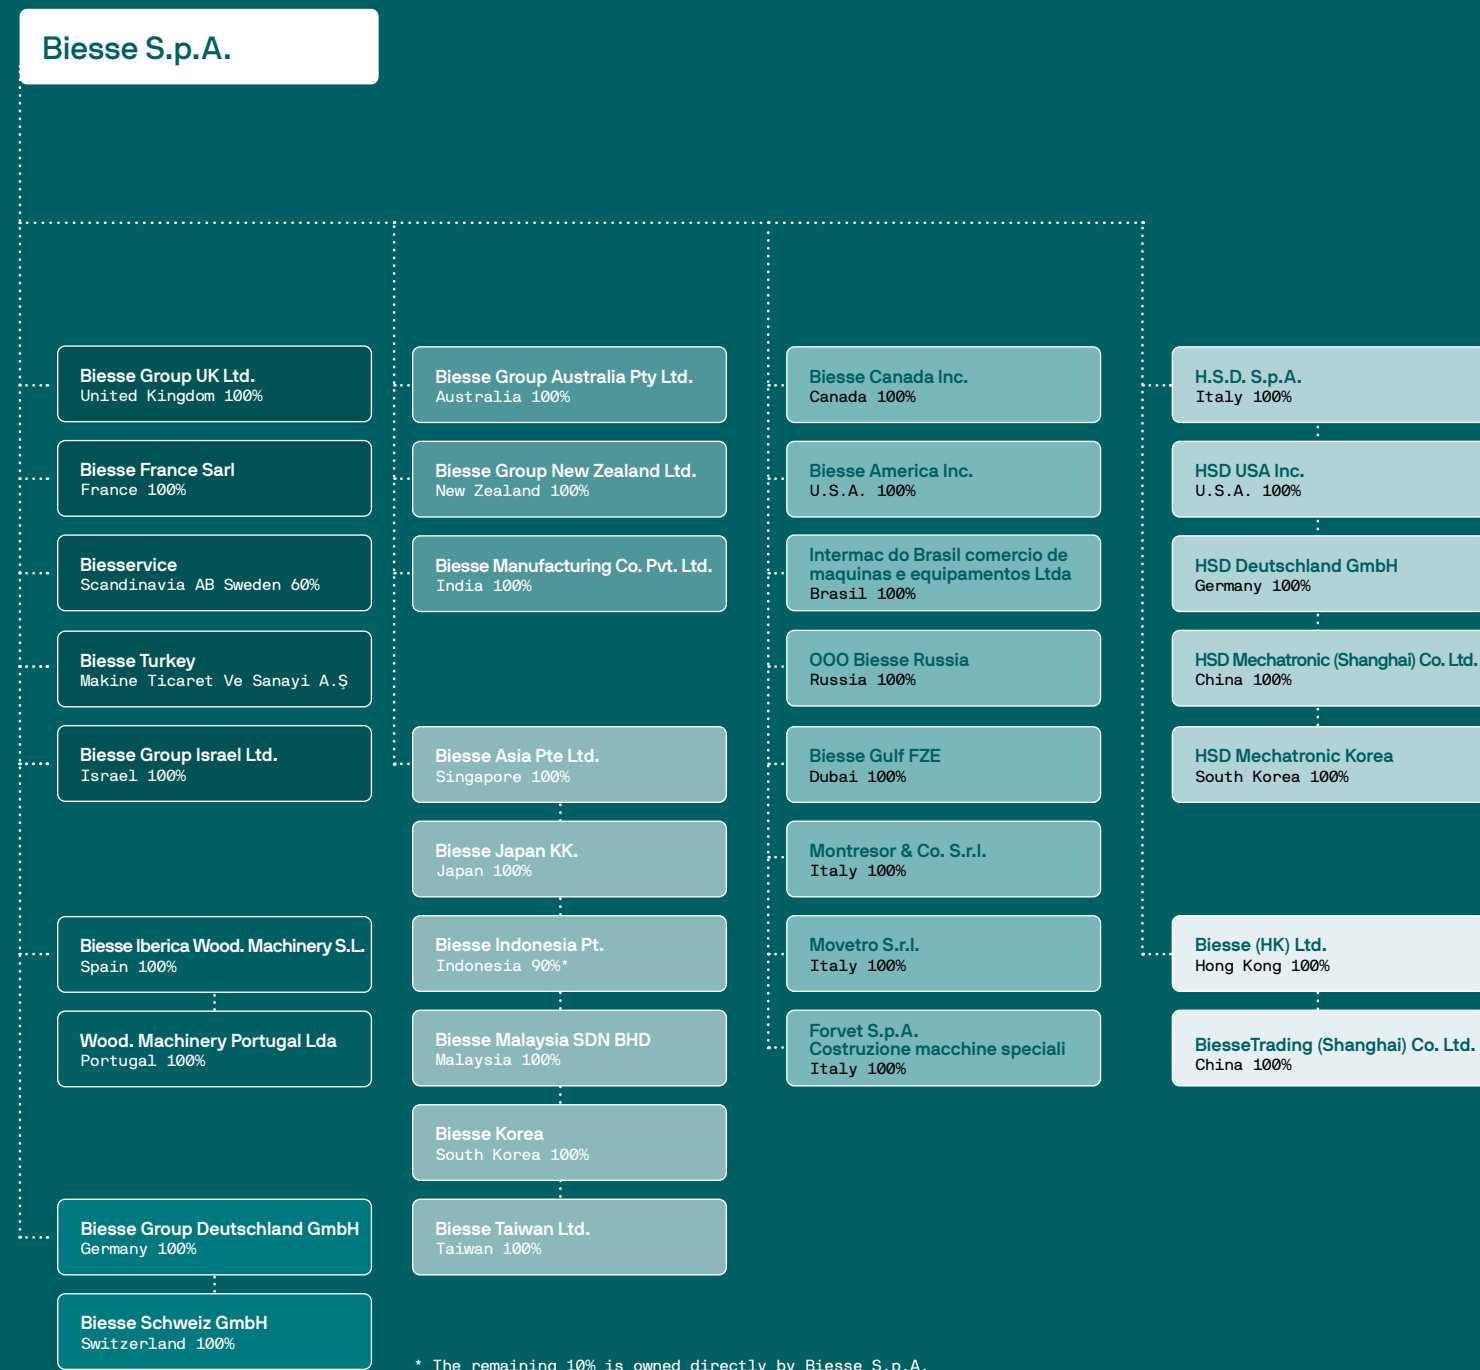 Biesse S.p.A.
Biesse Group UK Ltd.
United Kingdom 100%
Biesse France Sarl
France 100%
Biesservice
Scandinavia AB Sweden 60%
Biesse Turkey
Makine Ticaret Ve Sanayi A.Ş
Biesse Group Israel Ltd.
Israel 100%
Biesse Iberica Wood. Machinery S.L.
Spain 100%
Wood. Machinery Portugal Lda
Portugal 100%
Biesse Group Deutschland GmbH
Germany 100%
Biesse Schweiz GmbH
Switzerland 100%
Biesse Group Australia Pty Ltd.
Australia 100%
Biesse Group New Zealand Ltd.
New Zealand 100%
Biesse Manufacturing Co. Pvt. Ltd.
India 100%
Biesse Asia Pte Ltd.
Singapore 100%
Biesse Japan KK.
Japan 100%
Biesse Indonesia Pt.
Indonesia 90%*
Biesse Malaysia SDN BHD
Malaysia 100%
Biesse Korea
South Korea 100%
Biesse Taiwan Ltd.
Taiwan 100%
Biesse Canada Inc.
Canada 100%
Biesse America Inc.
U.S.A. 100%
Intermac do Brasil comercio de
maquinas e equipamentos Ltda
Brasil 100%
OOO Biesse Russia
Russia 100%
Biesse Gulf FZE
Dubai 100%
Montresor & Co. S.r.l.
Italy 100%
Movetro S.r.l.
Italy 100%
Forvet S.p.A.
Costruzione macchine speciali
Italy 100%
H.S.D. S.p.A.
Italy 100%
HSD USA Inc.
U.S.A. 100%
HSD Deutschland GmbH
Germany 100%
HSD Mechatronic (Shanghai) Co. Ltd.
China 100%
HSD Mechatronic Korea
South Korea 100%
Biesse (HK) Ltd.
Hong Kong 100%
BiesseTrading (Shanghai) Co. Ltd.
China 100%
* The remaining 10% is owned directly by Biesse S.p.A.